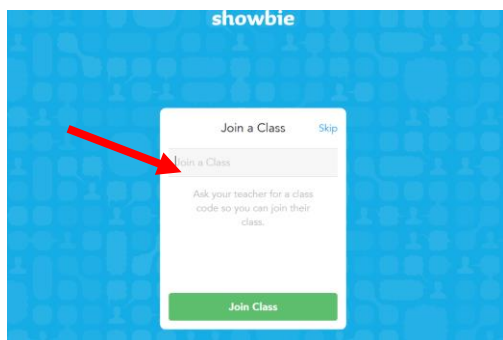 showbie
Join a Class Skip
Join a Class
Ask your teacher for a class
code so you can join their
class.
Join Class